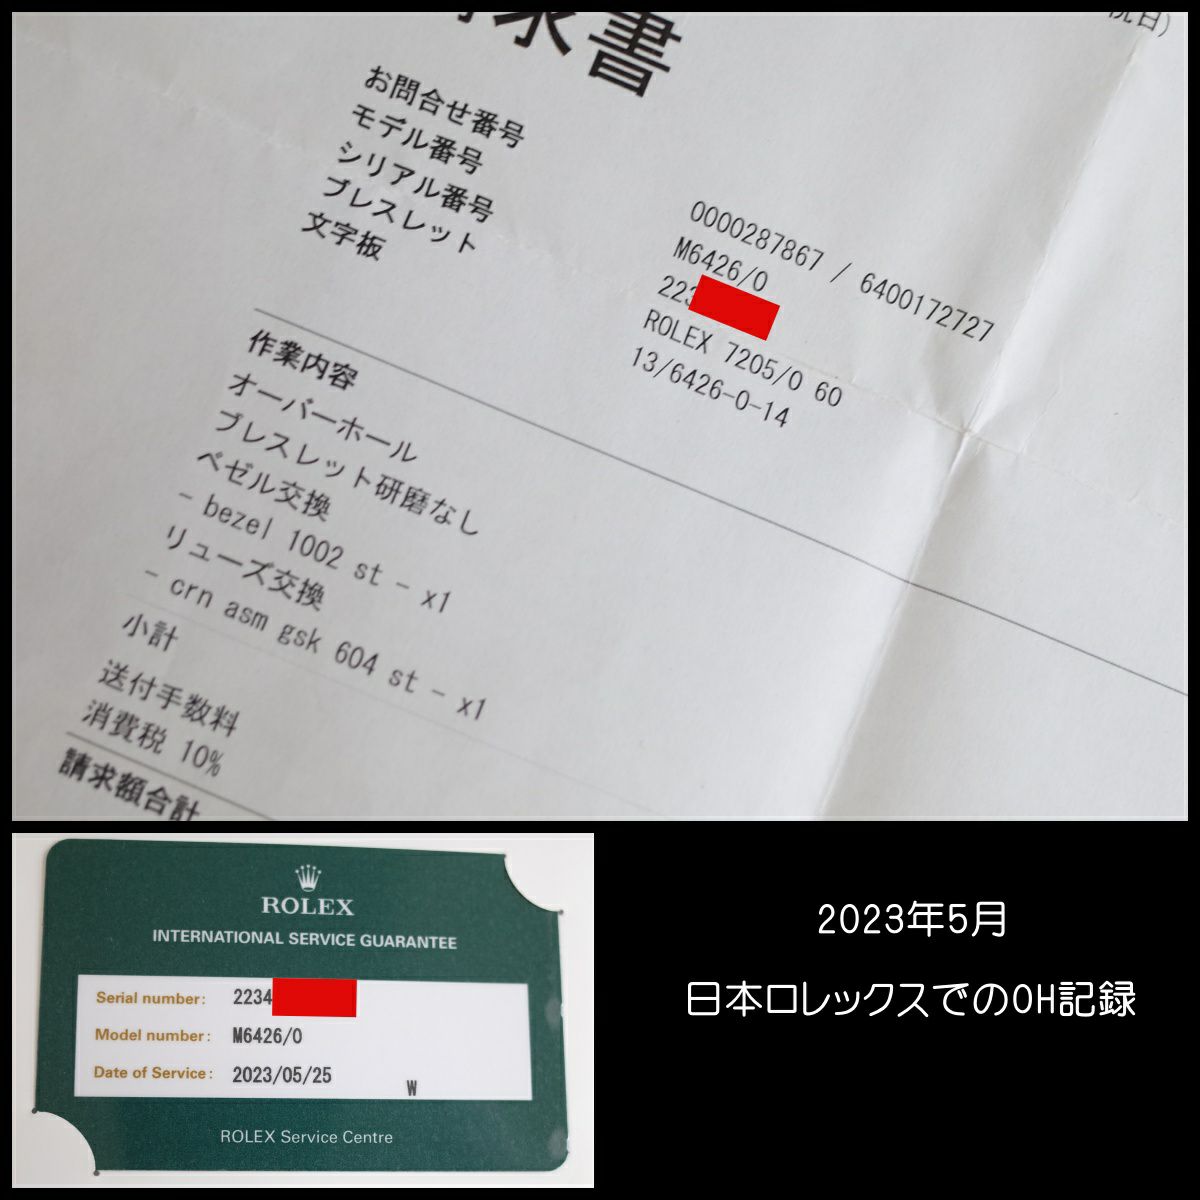 求書
祝日)
お問合せ番号
モデル番号
シリアル番号
ブレスレット
文字板
0000287867 / 6400172727
M6426/0
223
ROLEX 7205/0 60
13/6426-0-14
作業内容
オーバーホール
ブレスレット研磨なし
ベゼル交換
- bezel 1002 st - x1
リューズ交換
- crn asm gsk 604 st - x1
小計
送付手数料
消費税 10%
請求額合計
ROLEX
INTERNATIONAL SERVICE GUARANTEE
Serial number: 2234
Model number: M6426/0
Date of Service: 2023/05/25 W
ROLEX Service Centre
2023年5月
日本ロレックスでのOH記録